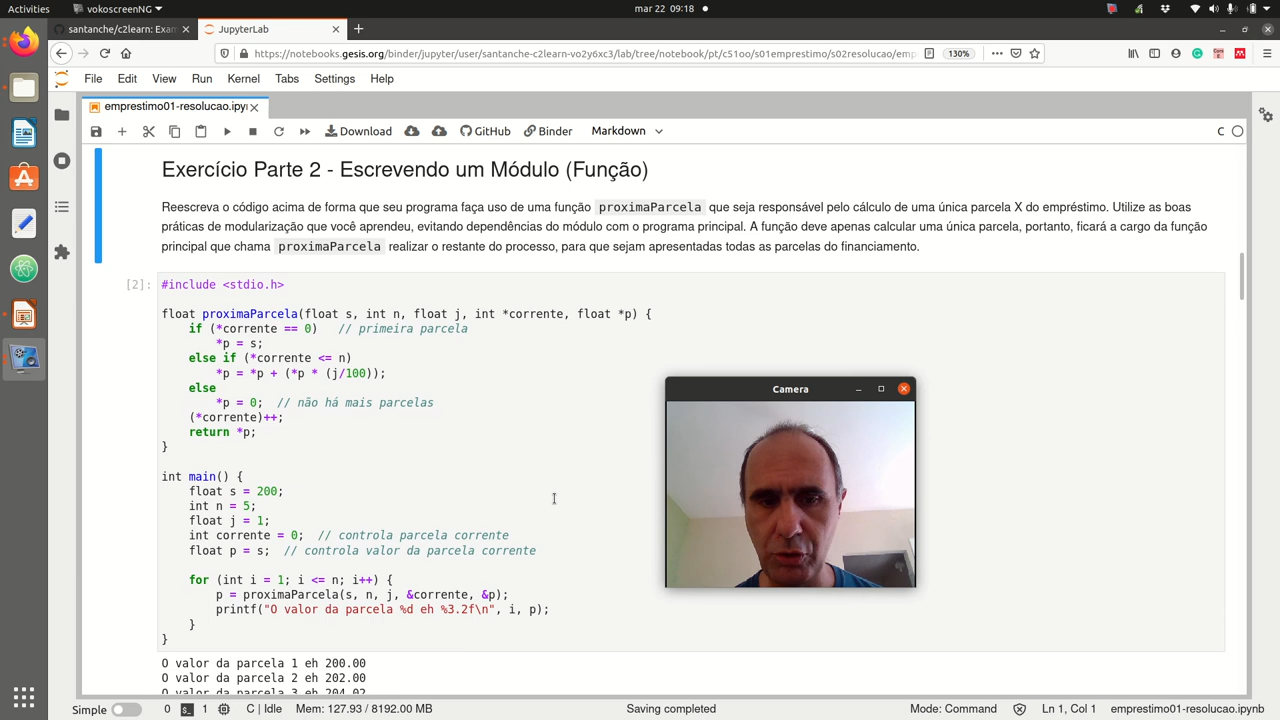 Activities
vokoscreenNG
mar 22 09:18
santanche/c2learn: Exam
JupyterLab
https://notebooks.gesis.org/binder/jupyter/user/santanche-c2learn-vo2y6xc3/lab/tree/notebook/pt/c51oo/s01emprestimo/s02resolucao/emp
130%
File Edit View Run Kernel Tabs Settings Help
emprestimo01-resolucao.ipyn
Download GitHub Binder Markdown C
Exercício Parte 2 - Escrevendo um Módulo (Função)
Reescreva o código acima de forma que seu programa faça uso de uma função proximaParcela que seja responsável pelo cálculo de uma única parcela X do empréstimo. Utilize as boas
práticas de modularização que você aprendeu, evitando dependências do módulo com o programa principal. A função deve apenas calcular uma única parcela, portanto, ficará a cargo da função
principal que chama proximaParcela realizar o restante do processo, para que sejam apresentadas todas as parcelas do financiamento.
[2]: #include <stdio.h>
float proximaParcela(float s, int n, float j, int *corrente, float *p) {
if (*corrente == 0) // primeira parcela
*p = s;
else if (*corrente <= n)
*p = *p + (*p * (j/100));
else
*p = 0; // não há mais parcelas
(*corrente)++;
return *p;
}
int main() {
float s = 200;
int n = 5;
float j = 1;
int corrente = 0; // controla parcela corrente
float p = s; // controla valor da parcela corrente
for (int i = 1; i <= n; i++) {
p = proximaParcela(s, n, j, &corrente, &p);
printf("O valor da parcela %d eh %3.2f\n", i, p);
}
}
Camera
O valor da parcela 1 eh 200.00
O valor da parcela 2 eh 202.00
O valor da parcela 3 eh 204.02
Simple 0 1 C | Idle Mem: 127.93 / 8192.00 MB Saving completed Mode: Command Ln 1, Col 1 emprestimo01-resolucao.ipynb